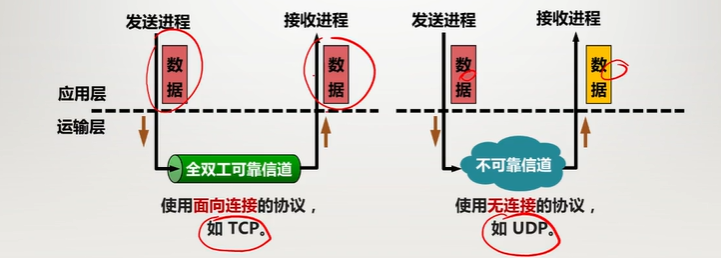 发送进程
接收进程
发送进程
接收进程
数据
数据
数据
数据
应用层
运输层
全双工可靠信道
不可靠信道
使用面向连接的协议，
如 TCP。
使用无连接的协议，
如 UDP。